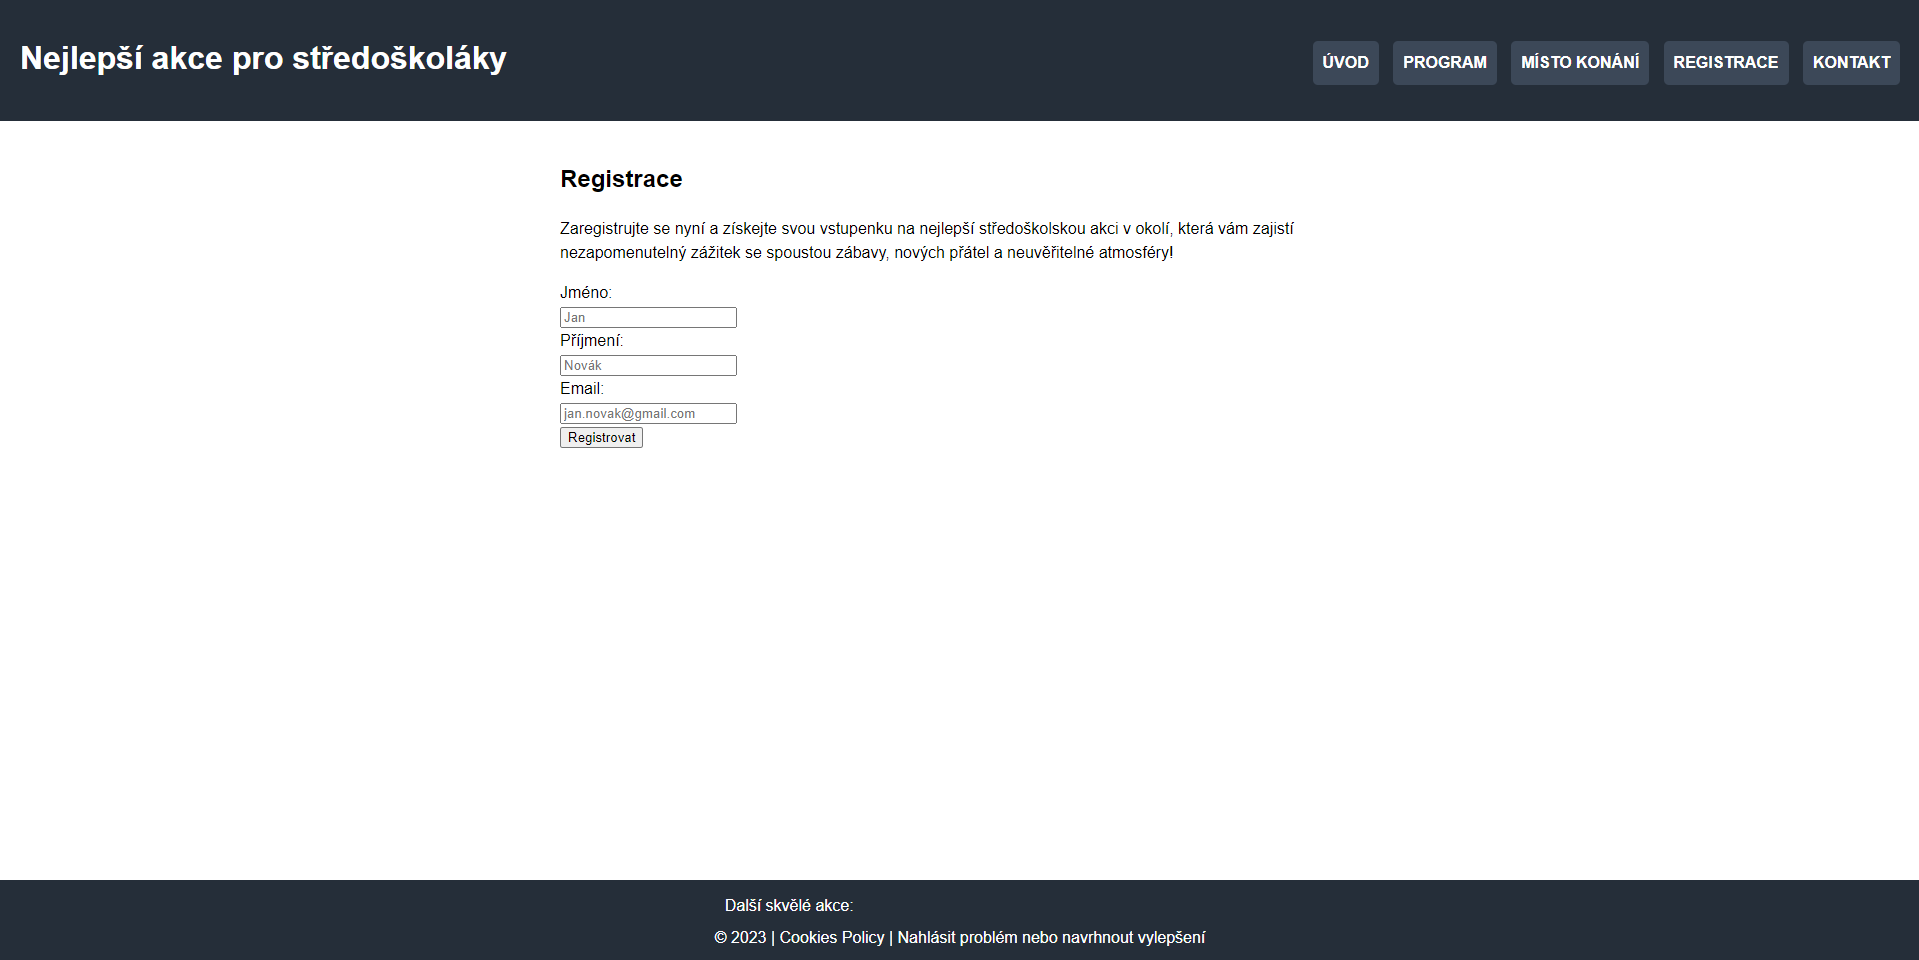 Nejlepší akce pro středoškoláky
ÚVOD PROGRAM MÍSTO KONÁNÍ REGISTRACE KONTAKT
Registrace
Zaregistrujte se nyní a získejte svou vstupenku na nejlepší středoškolskou akci v okolí, která vám zajistí
nezapomenutelný zážitek se spoustou zábavy, nových přátel a neuvěřitelné atmosféry!
Jméno:
Jan
Příjmení:
Novák
Email:
jan.novak@gmail.com
Registrovat
Další skvělé akce:
© 2023 | Cookies Policy | Nahlásit problém nebo navrhnout vylepšení